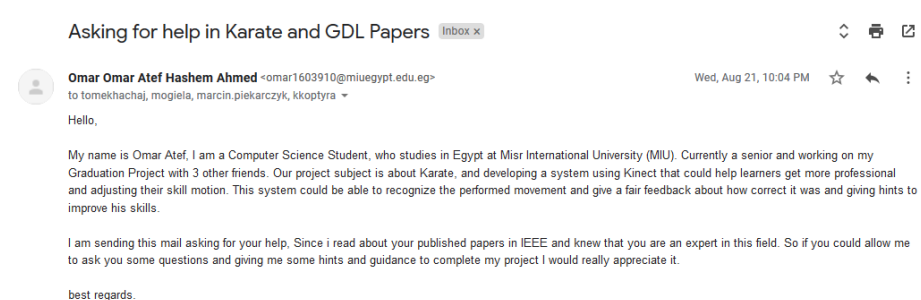 Asking for help in Karate and GDL Papers Inbox ×
Omar Omar Atef Hashem Ahmed <omar1603910@miuegypt.edu.eg> Wed, Aug 21, 10:04 PM
to tomekhachaj, mogiela, marcin.piekarczyk, kkoptyra
Hello,
My name is Omar Atef, I am a Computer Science Student, who studies in Egypt at Misr International University (MIU). Currently a senior and working on my
Graduation Project with 3 other friends. Our project subject is about Karate, and developing a system using Kinect that could help learners get more professional
and adjusting their skill motion. This system could be able to recognize the performed movement and give a fair feedback about how correct it was and giving hints to
improve his skills.
I am sending this mail asking for your help, Since i read about your published papers in IEEE and knew that you are an expert in this field. So if you could allow me
to ask you some questions and giving me some hints and guidance to complete my project I would really appreciate it.
best regards.